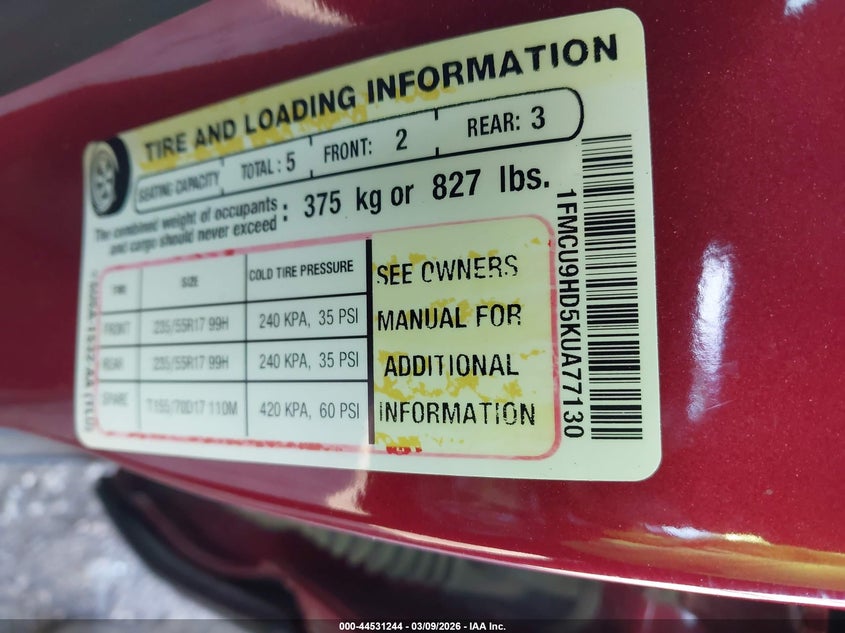 TIRE AND LOADING INFORMATION
SEATING CAPACITY TOTAL : 5 FRONT: 2 REAR: 3
The combined weight of occupants
and cargo should never exceed : 375 kg or 827 lbs.
TIRE SIZE COLD TIRE PRESSURE
FRONT 235/55R17 99H 240 KPA, 35 PSI
REAR 235/55R17 99H 240 KPA, 35 PSI
SPARE T155/70D17 110M 420 KPA, 60 PSI
SEE OWNERS
MANUAL FOR
ADDITIONAL
INFORMATION
1FMCU9HD5KUA77130
000-44531244 - 03/09/2026 - IAA Inc.